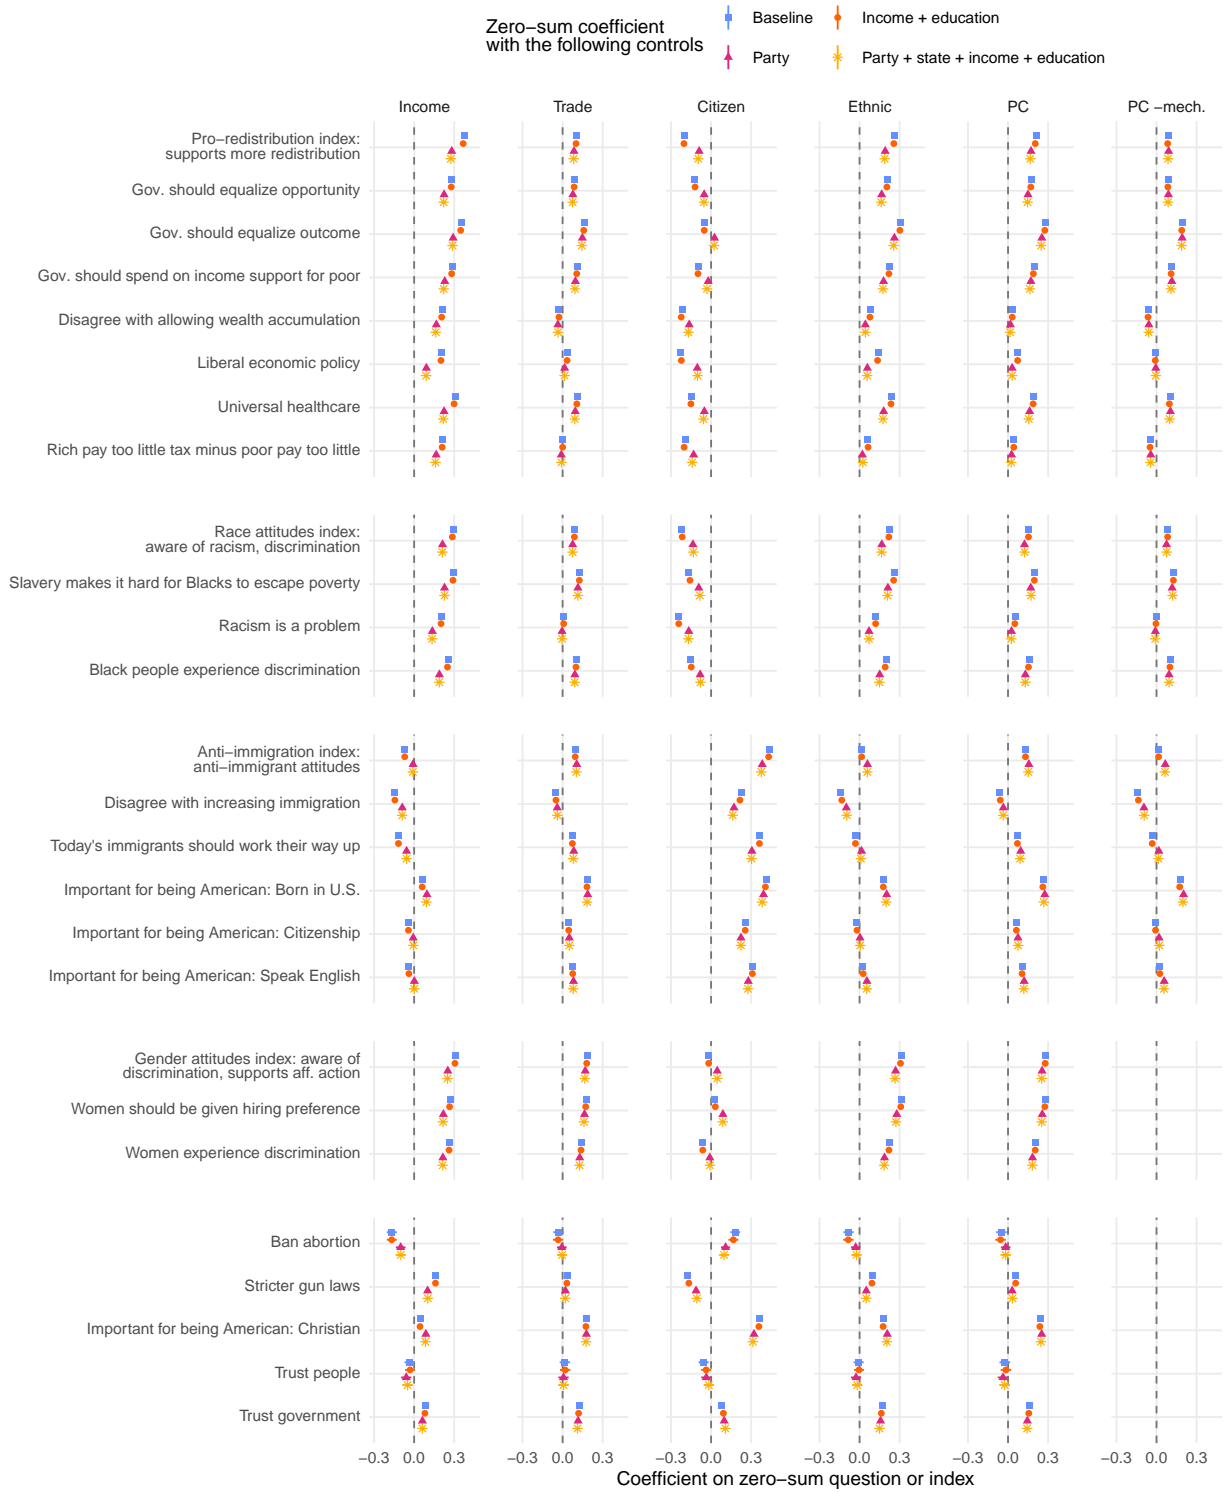 Zero−sum coefficient
with the following controls
Baseline
Income + education
Party
Party + state + income + education
Income Trade Citizen Ethnic PC PC −mech.
Pro−redistribution index:
supports more redistribution
Gov. should equalize opportunity
Gov. should equalize outcome
Gov. should spend on income support for poor
Disagree with allowing wealth accumulation
Liberal economic policy
Universal healthcare
Rich pay too little tax minus poor pay too little
Race attitudes index:
aware of racism, discrimination
Slavery makes it hard for Blacks to escape poverty
Racism is a problem
Black people experience discrimination
Anti−immigration index:
anti−immigrant attitudes
Disagree with increasing immigration
Today's immigrants should work their way up
Important for being American: Born in U.S.
Important for being American: Citizenship
Important for being American: Speak English
Gender attitudes index: aware of
discrimination, supports aff. action
Women should be given hiring preference
Women experience discrimination
Ban abortion
Stricter gun laws
Important for being American: Christian
Trust people
Trust government
−0.3 0.0 0.3 −0.3 0.0 0.3 −0.3 0.0 0.3 −0.3 0.0 0.3 −0.3 0.0 0.3 −0.3 0.0 0.3
Coefficient on zero−sum question or index